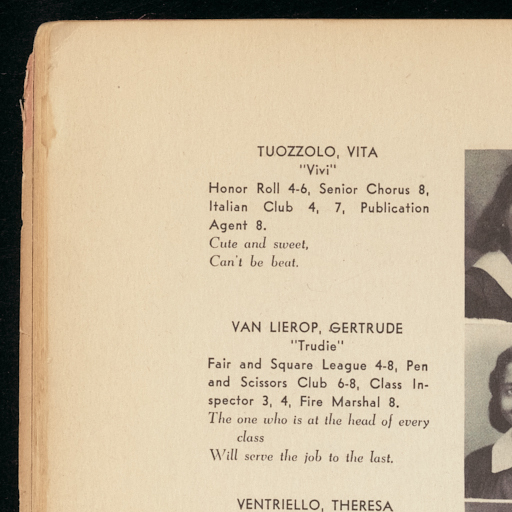 TUOZZOLO, VITA
"Vivi"
Honor Roll 4-6, Senior Chorus 8,
Italian Club 4, 7, Publication
Agent 8.
Cute and sweet,
Can't be beat.
VAN LIEROP, GERTRUDE
"Trudie"
Fair and Square League 4-8, Pen
and Scissors Club 6-8, Class In-
spector 3, 4, Fire Marshal 8.
The one who is at the head of every
class
Will serve the job to the last.
VENTRIELLO, THERESA